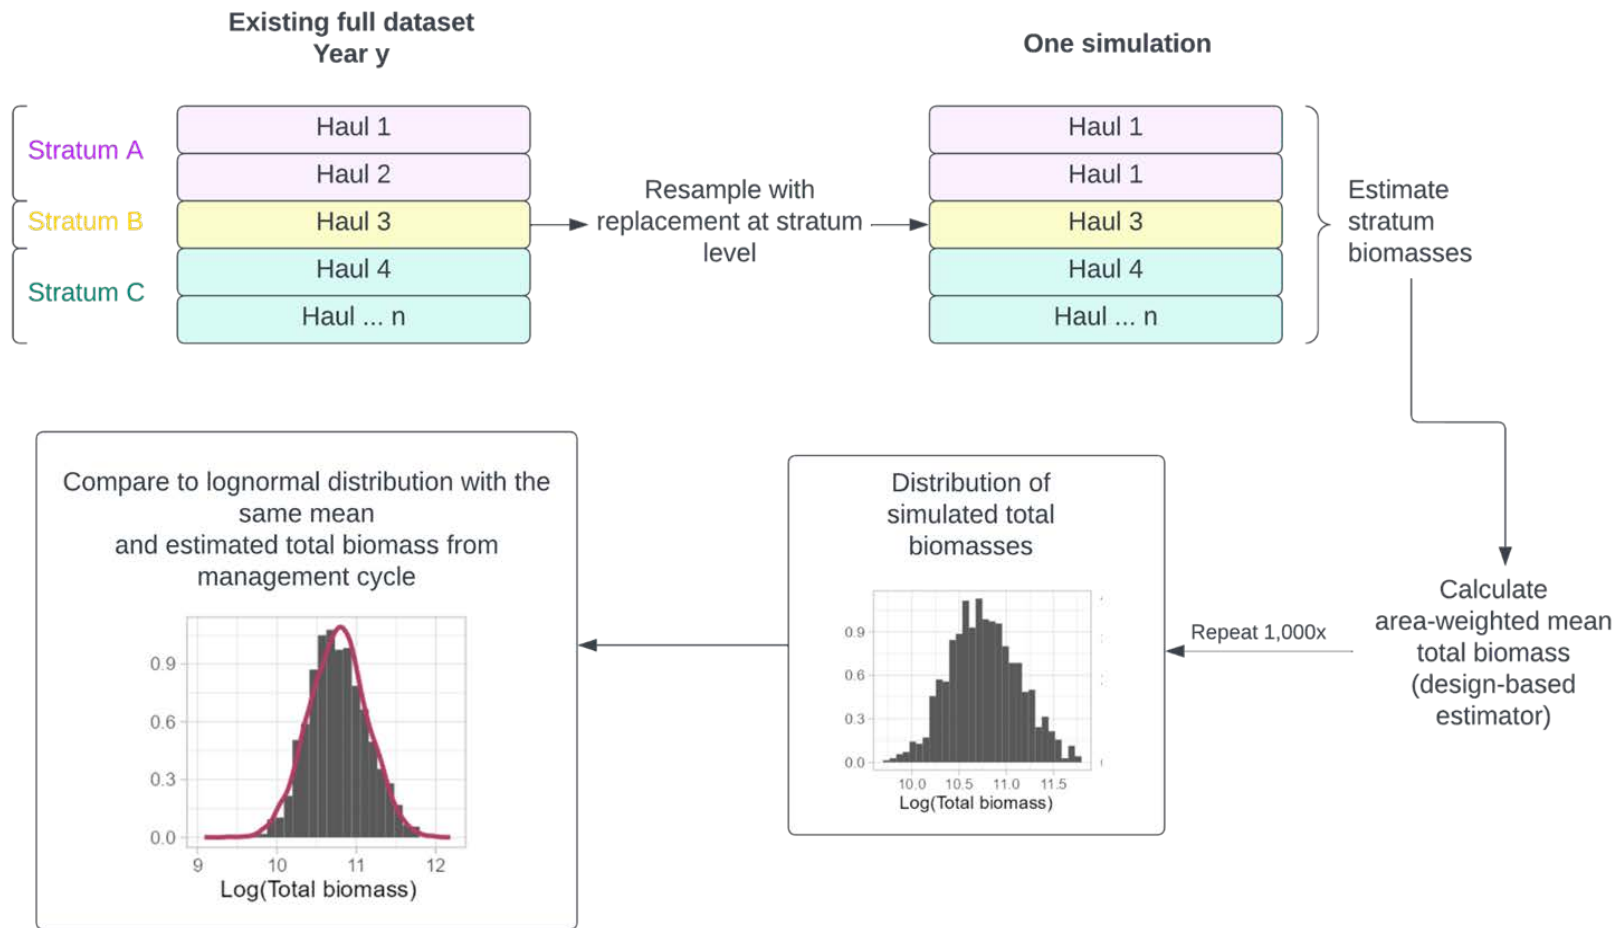 Existing full dataset
Year y
One simulation
Stratum A
Stratum B
Stratum C
Haul 1
Haul 2
Haul 3
Haul 4
Haul ... n
Resample with
replacement at stratum
level
Haul 1
Haul 1
Haul 3
Haul 4
Haul ... n
Estimate
stratum
biomasses
Calculate
area-weighted mean
total biomass
(design-based
estimator)
Repeat 1,000x
Distribution of
simulated total
biomasses
0.9
0.6
0.3
0.0
10.0 10.5 11.0 11.5
Log(Total biomass)
Compare to lognormal distribution with the
same mean
and estimated total biomass from
management cycle
0.9
0.6
0.3
0.0
9 10 11 12
Log(Total biomass)